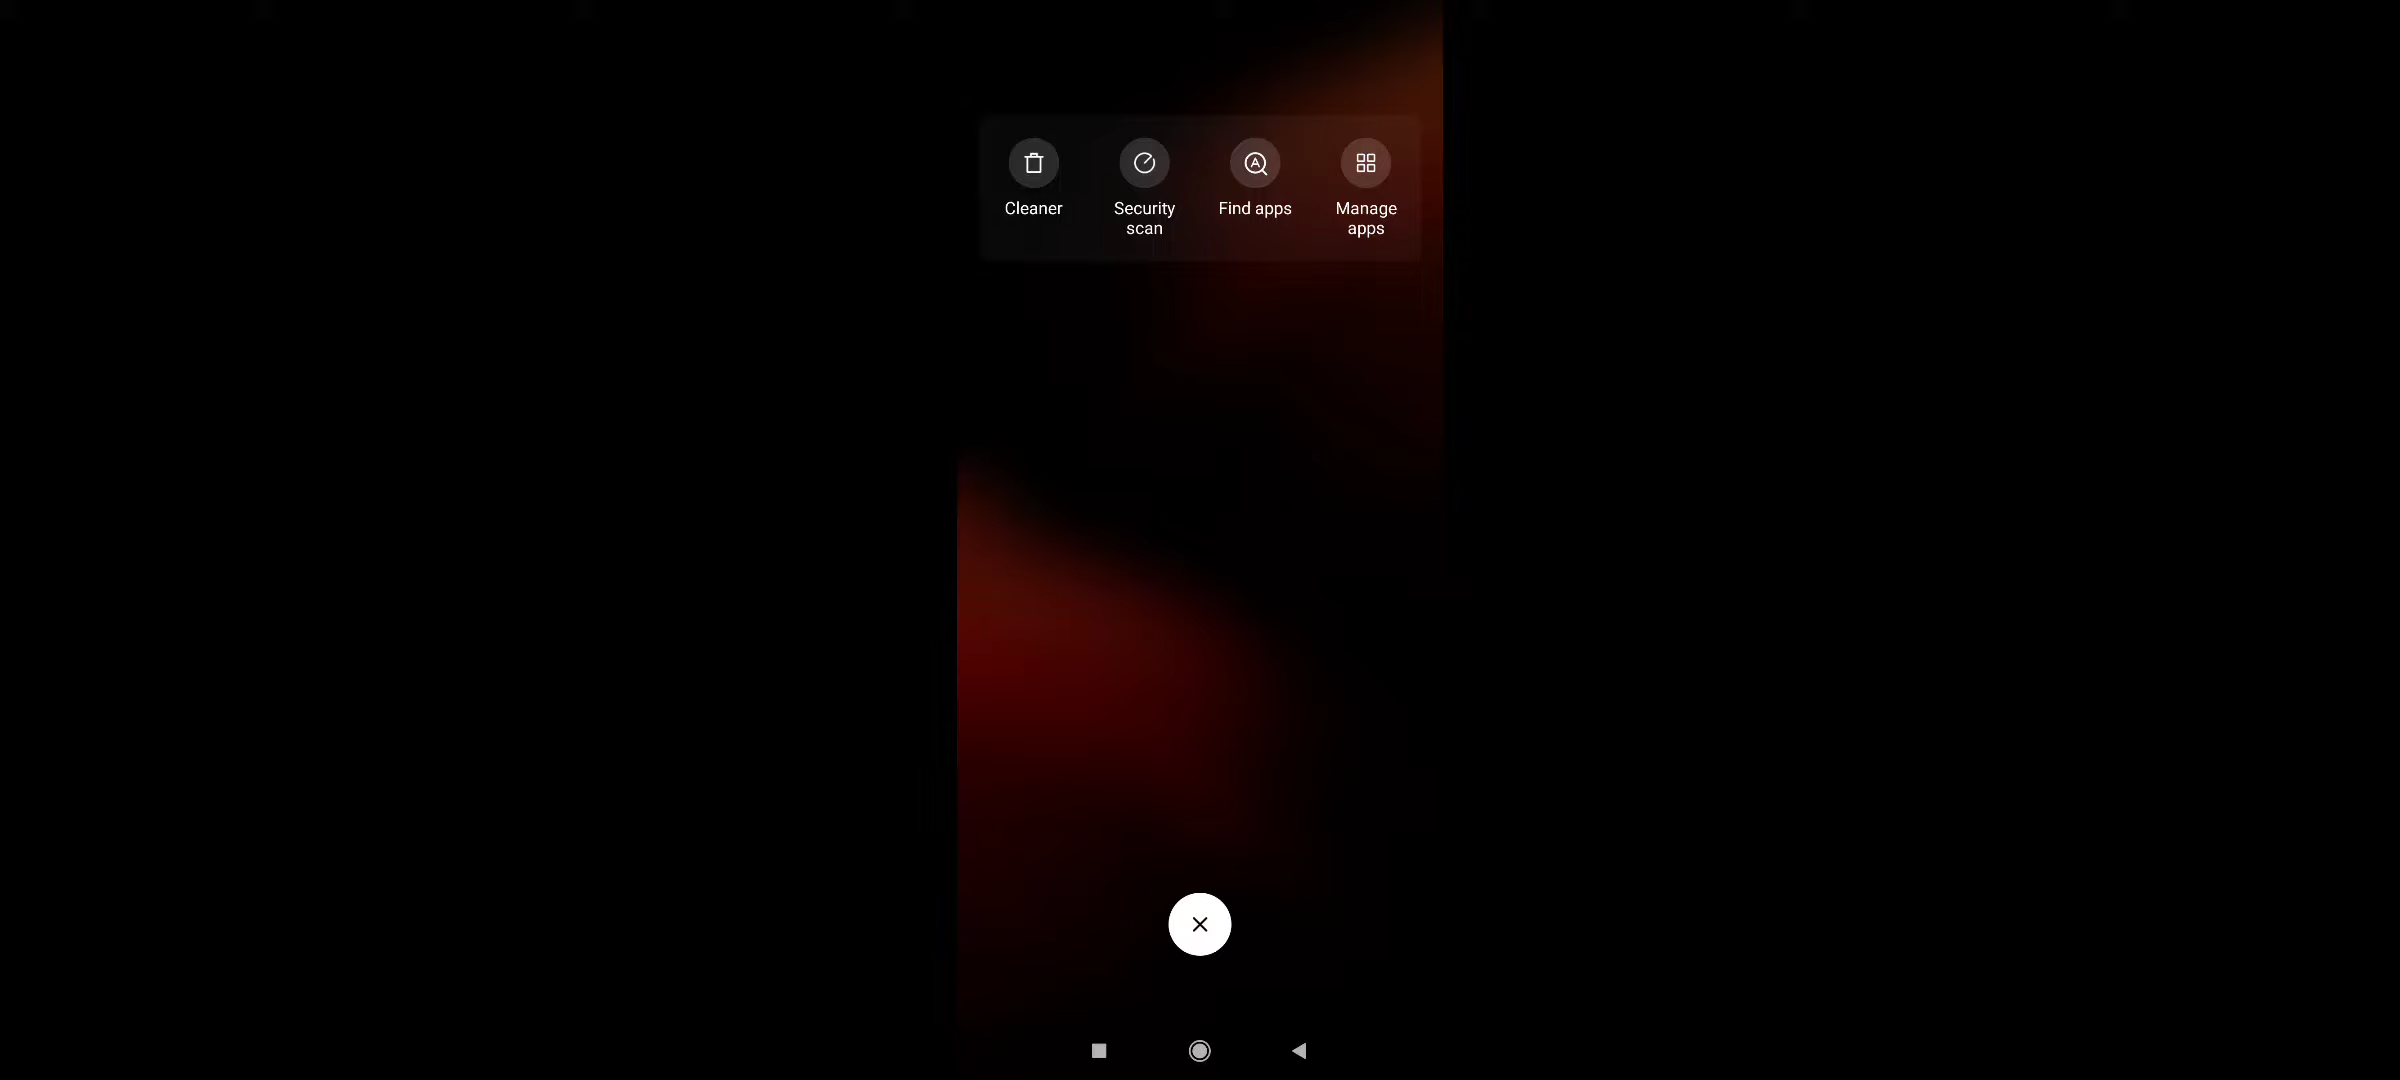 Cleaner
Security
scan
Find apps
Manage
apps